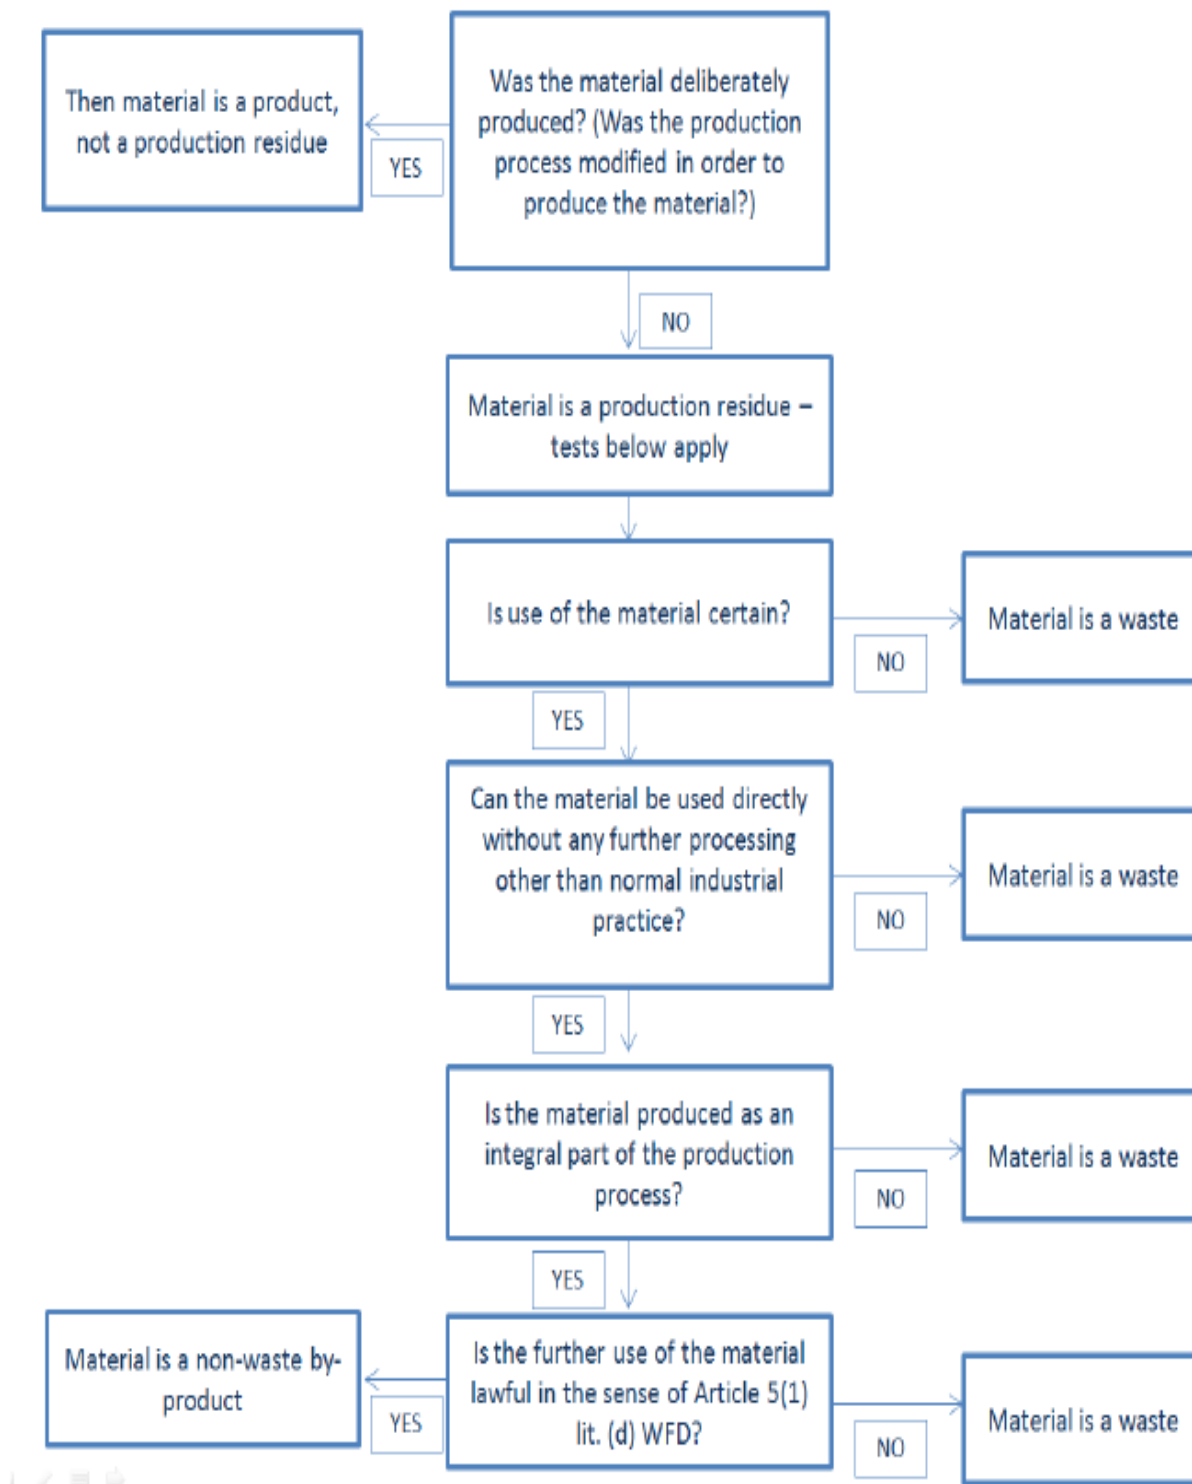 Then material is a product,
not a production residue
YES
Was the material deliberately
produced? (Was the production
process modified in order to
produce the material?)
NO
Material is a production residue –
tests below apply
Is use of the material certain?
NO
Material is a waste
YES
Can the material be used directly
without any further processing
other than normal industrial
practice?
NO
Material is a waste
YES
Is the material produced as an
integral part of the production
process?
NO
Material is a waste
YES
Is the further use of the material
lawful in the sense of Article 5(1)
lit. (d) WFD?
YES
Material is a non-waste by-
product
NO
Material is a waste